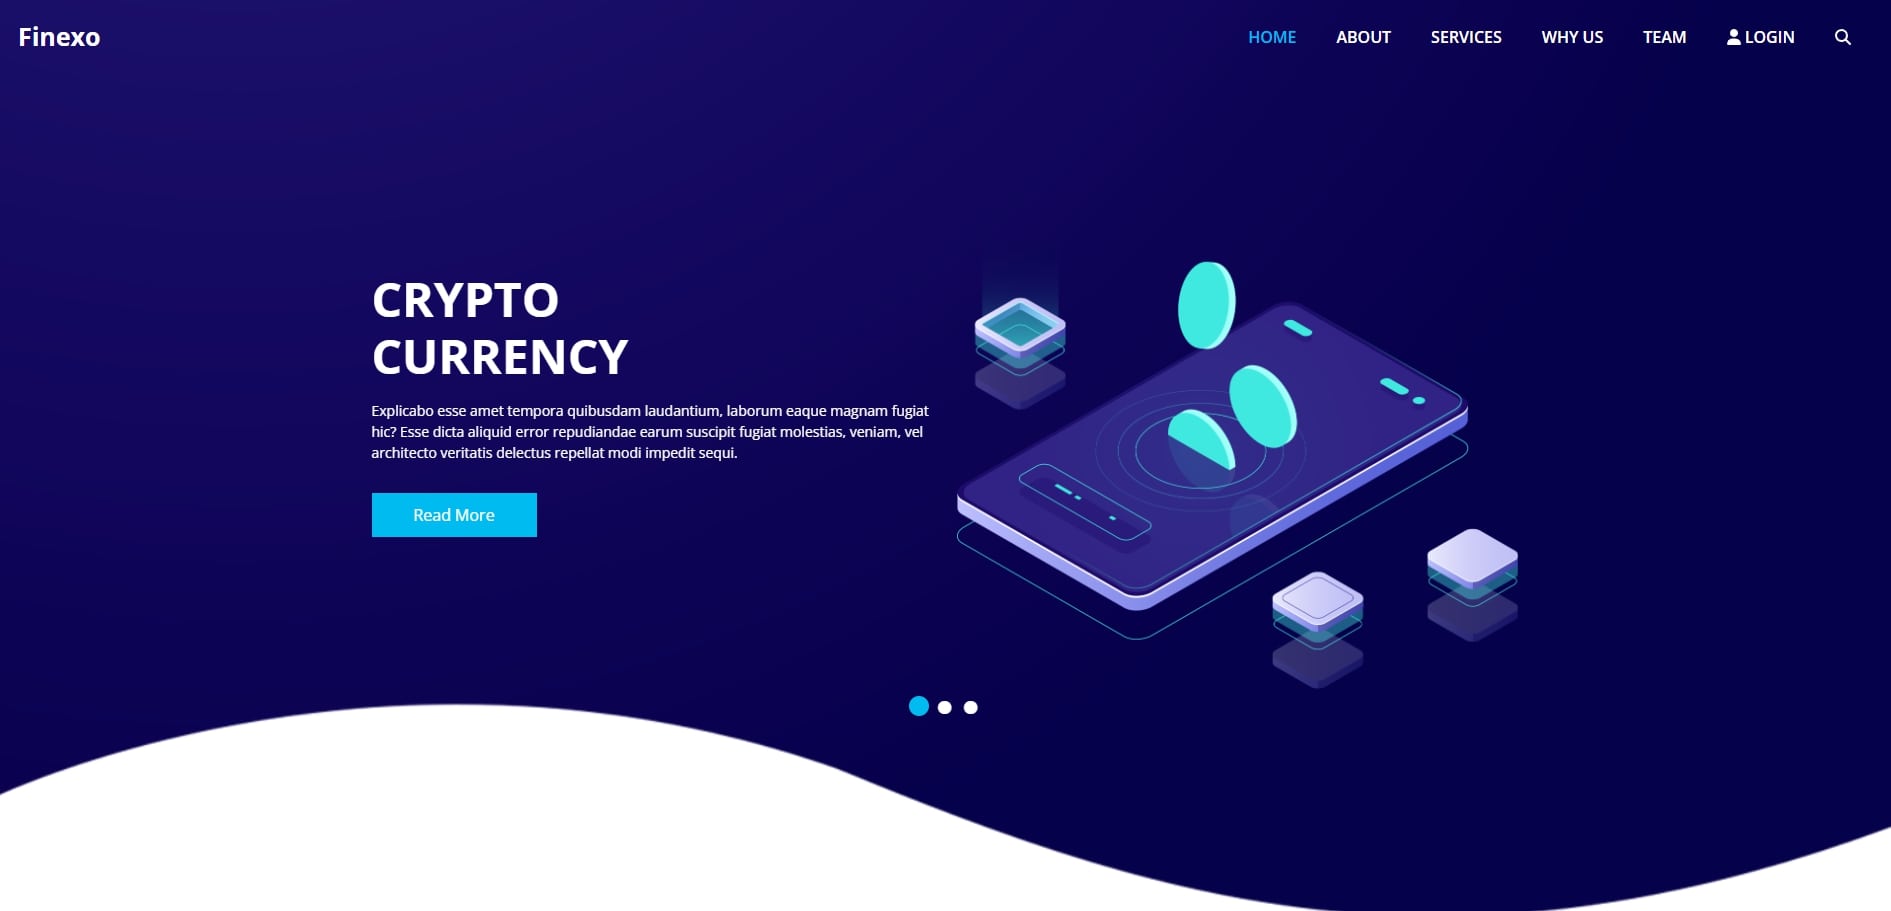 Finexo
HOME ABOUT SERVICES WHY US TEAM LOGIN
CRYPTO
CURRENCY
Explicabo esse amet tempora quibusdam laudantium, laborum eaque magnam fugiat
hic? Esse dicta aliquid error repudiandae earum suscipit fugiat molestias, veniam, vel
architecto veritatis delectus repellat modi impedit sequi.
Read More